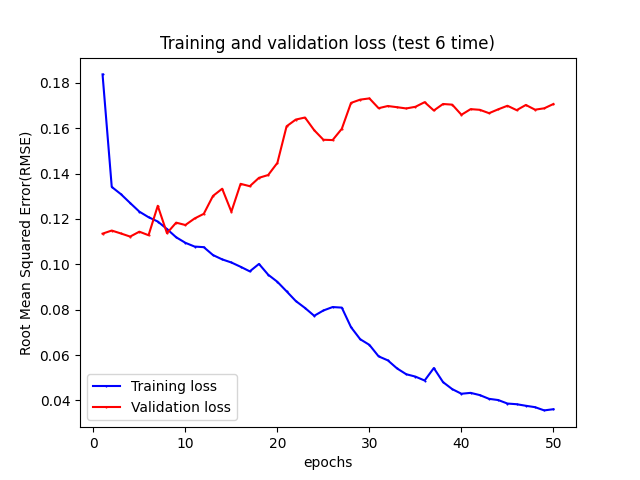 Training and validation loss (test 6 time)
Root Mean Squared Error(RMSE)
0.18
0.16
0.14
0.12
0.10
0.08
0.06
0.04
Training loss
Validation loss
0 10 20 30 40 50
epochs